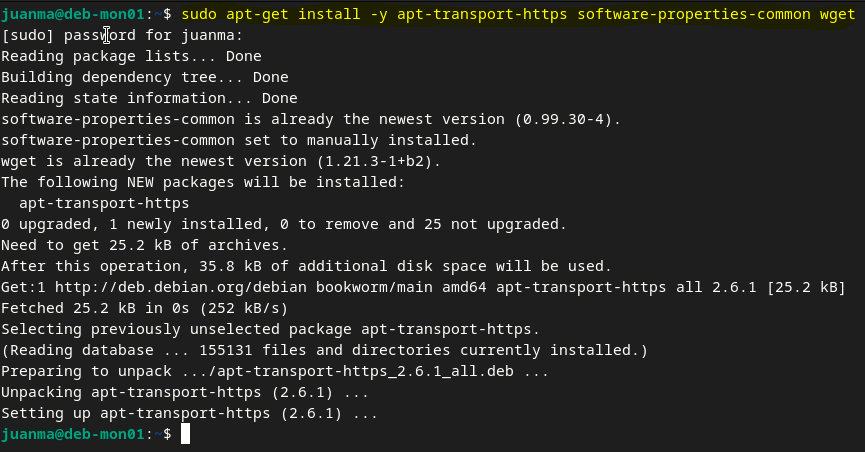 juanma@deb-mon01:~$ sudo apt-get install -y apt-transport-https software-properties-common wget
[sudo] password for juanma:
Reading package lists... Done
Building dependency tree... Done
Reading state information... Done
software-properties-common is already the newest version (0.99.30-4).
software-properties-common set to manually installed.
wget is already the newest version (1.21.3-1+b2).
The following NEW packages will be installed:
  apt-transport-https
0 upgraded, 1 newly installed, 0 to remove and 25 not upgraded.
Need to get 25.2 kB of archives.
After this operation, 35.8 kB of additional disk space will be used.
Get:1 http://deb.debian.org/debian bookworm/main amd64 apt-transport-https all 2.6.1 [25.2 kB]
Fetched 25.2 kB in 0s (252 kB/s)
Selecting previously unselected package apt-transport-https.
(Reading database ... 155131 files and directories currently installed.)
Preparing to unpack .../apt-transport-https_2.6.1_all.deb ...
Unpacking apt-transport-https (2.6.1) ...
Setting up apt-transport-https (2.6.1) ...
juanma@deb-mon01:~$